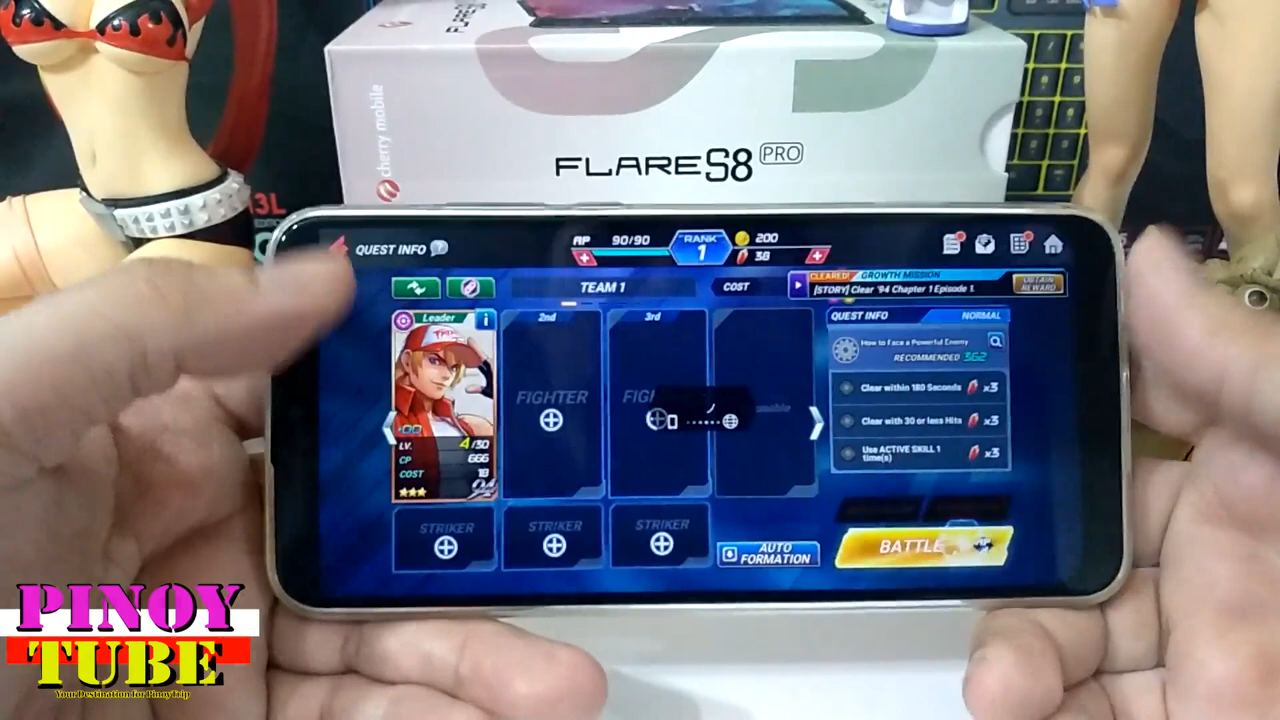 FLARE S8
cherry mobile
FLARE S8 PRO
QUEST INFO
AP 90/90
RANK 1
200
38
TEAM 1
COST
CLEARED! GROWTH MISSION
[STORY] Clear '94 Chapter 1 Episode 1.
OBTAIN REWARD
Leader
2nd
3rd
FIGHTER
FIGH
LV. 4/30
CP 666
COST 18
94
QUEST INFO NORMAL
How to Face a Powerful Enemy
RECOMMENDED 362
Clear within 180 Seconds x3
Clear with 30 or less Hits x3
Use ACTIVE SKILL 1 time(s) x3
STRIKER
STRIKER
STRIKER
AUTO FORMATION
BATTLE
PINOY
TUBE
Your Destination for PinoyTrip